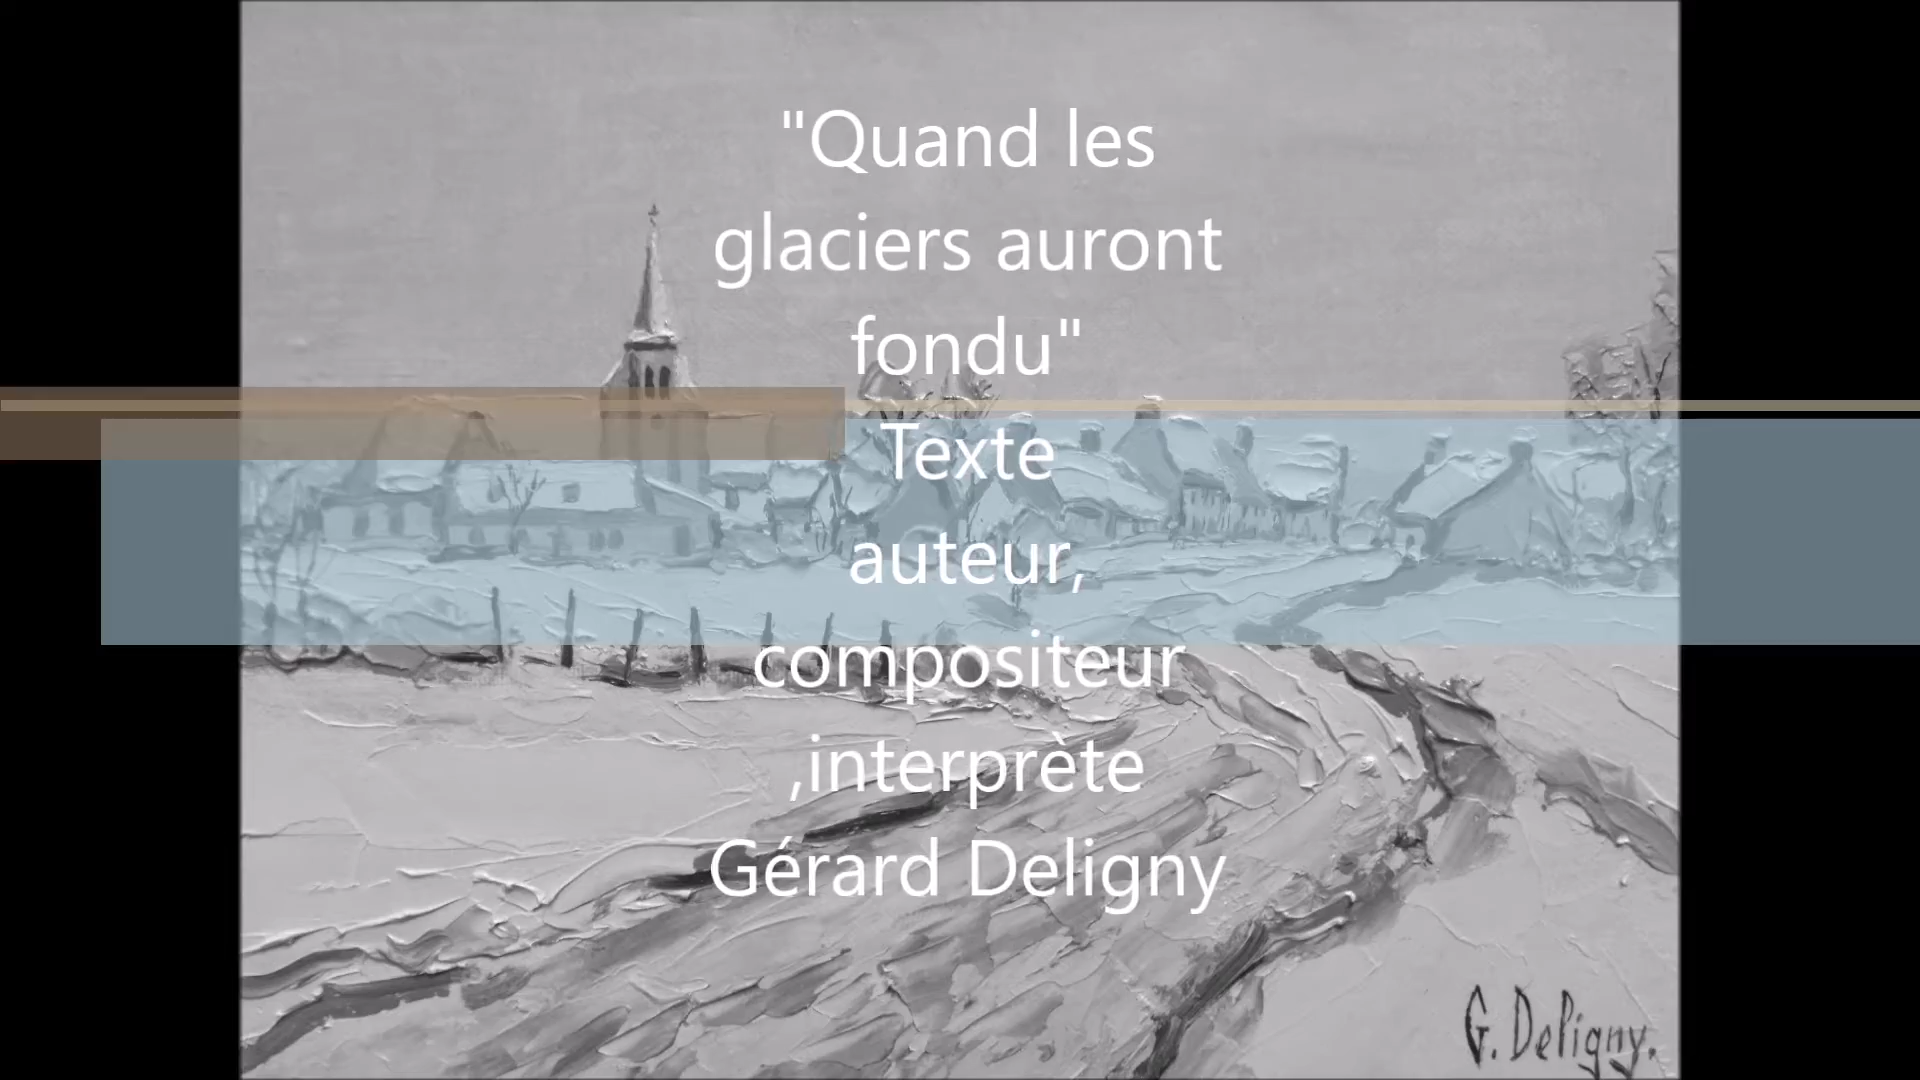 "Quand les
glaciers auront
fondu"
Texte
auteur,
compositeur
,interprète
Gérard Deligny
G. Deligny.